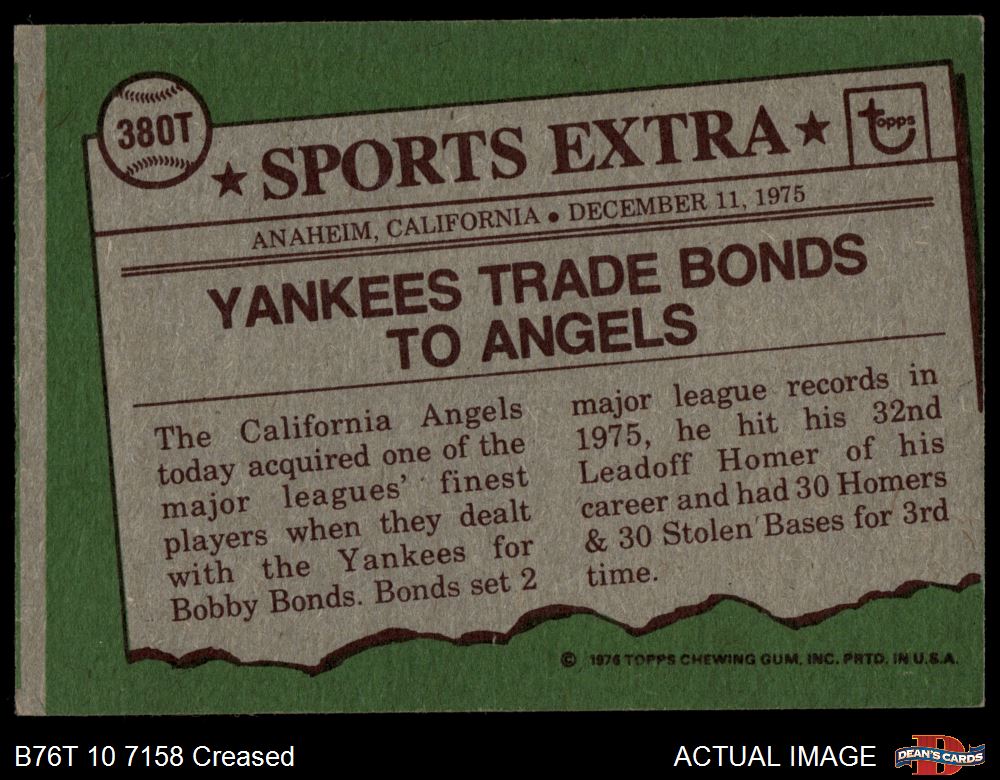 380T
★ SPORTS EXTRA ★
topps
ANAHEIM, CALIFORNIA ● DECEMBER 11, 1975
YANKEES TRADE BONDS
TO ANGELS
The California Angels
today acquired one of the
major leagues' finest
players when they dealt
with the Yankees for
Bobby Bonds. Bonds set 2
major league records in
1975, he hit his 32nd
Leadoff Homer of his
career and had 30 Homers
& 30 Stolen Bases for 3rd
time.
© 1976 TOPPS CHEWING GUM, INC. PRTD. IN U.S.A.
B76T 10 7158 Creased
ACTUAL IMAGE
D
DEAN'S CARDS